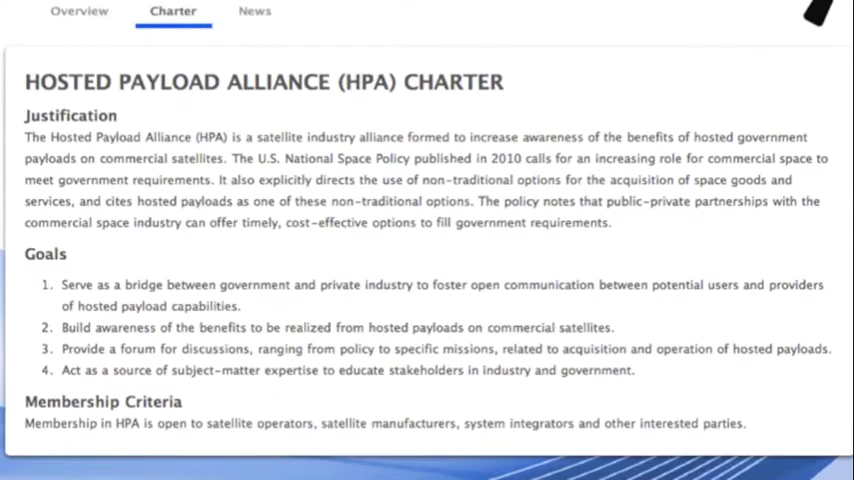 Overview Charter News
HOSTED PAYLOAD ALLIANCE (HPA) CHARTER
Justification
The Hosted Payload Alliance (HPA) is a satellite industry alliance formed to increase awareness of the benefits of hosted government
payloads on commercial satellites. The U.S. National Space Policy published in 2010 calls for an increasing role for commercial space to
meet government requirements. It also explicitly directs the use of non-traditional options for the acquisition of space goods and
services, and cites hosted payloads as one of these non-traditional options. The policy notes that public-private partnerships with the
commercial space industry can offer timely, cost-effective options to fill government requirements.
Goals
1. Serve as a bridge between government and private industry to foster open communication between potential users and providers
of hosted payload capabilities.
2. Build awareness of the benefits to be realized from hosted payloads on commercial satellites.
3. Provide a forum for discussions, ranging from policy to specific missions, related to acquisition and operation of hosted payloads.
4. Act as a source of subject-matter expertise to educate stakeholders in industry and government.
Membership Criteria
Membership in HPA is open to satellite operators, satellite manufacturers, system integrators and other interested parties.